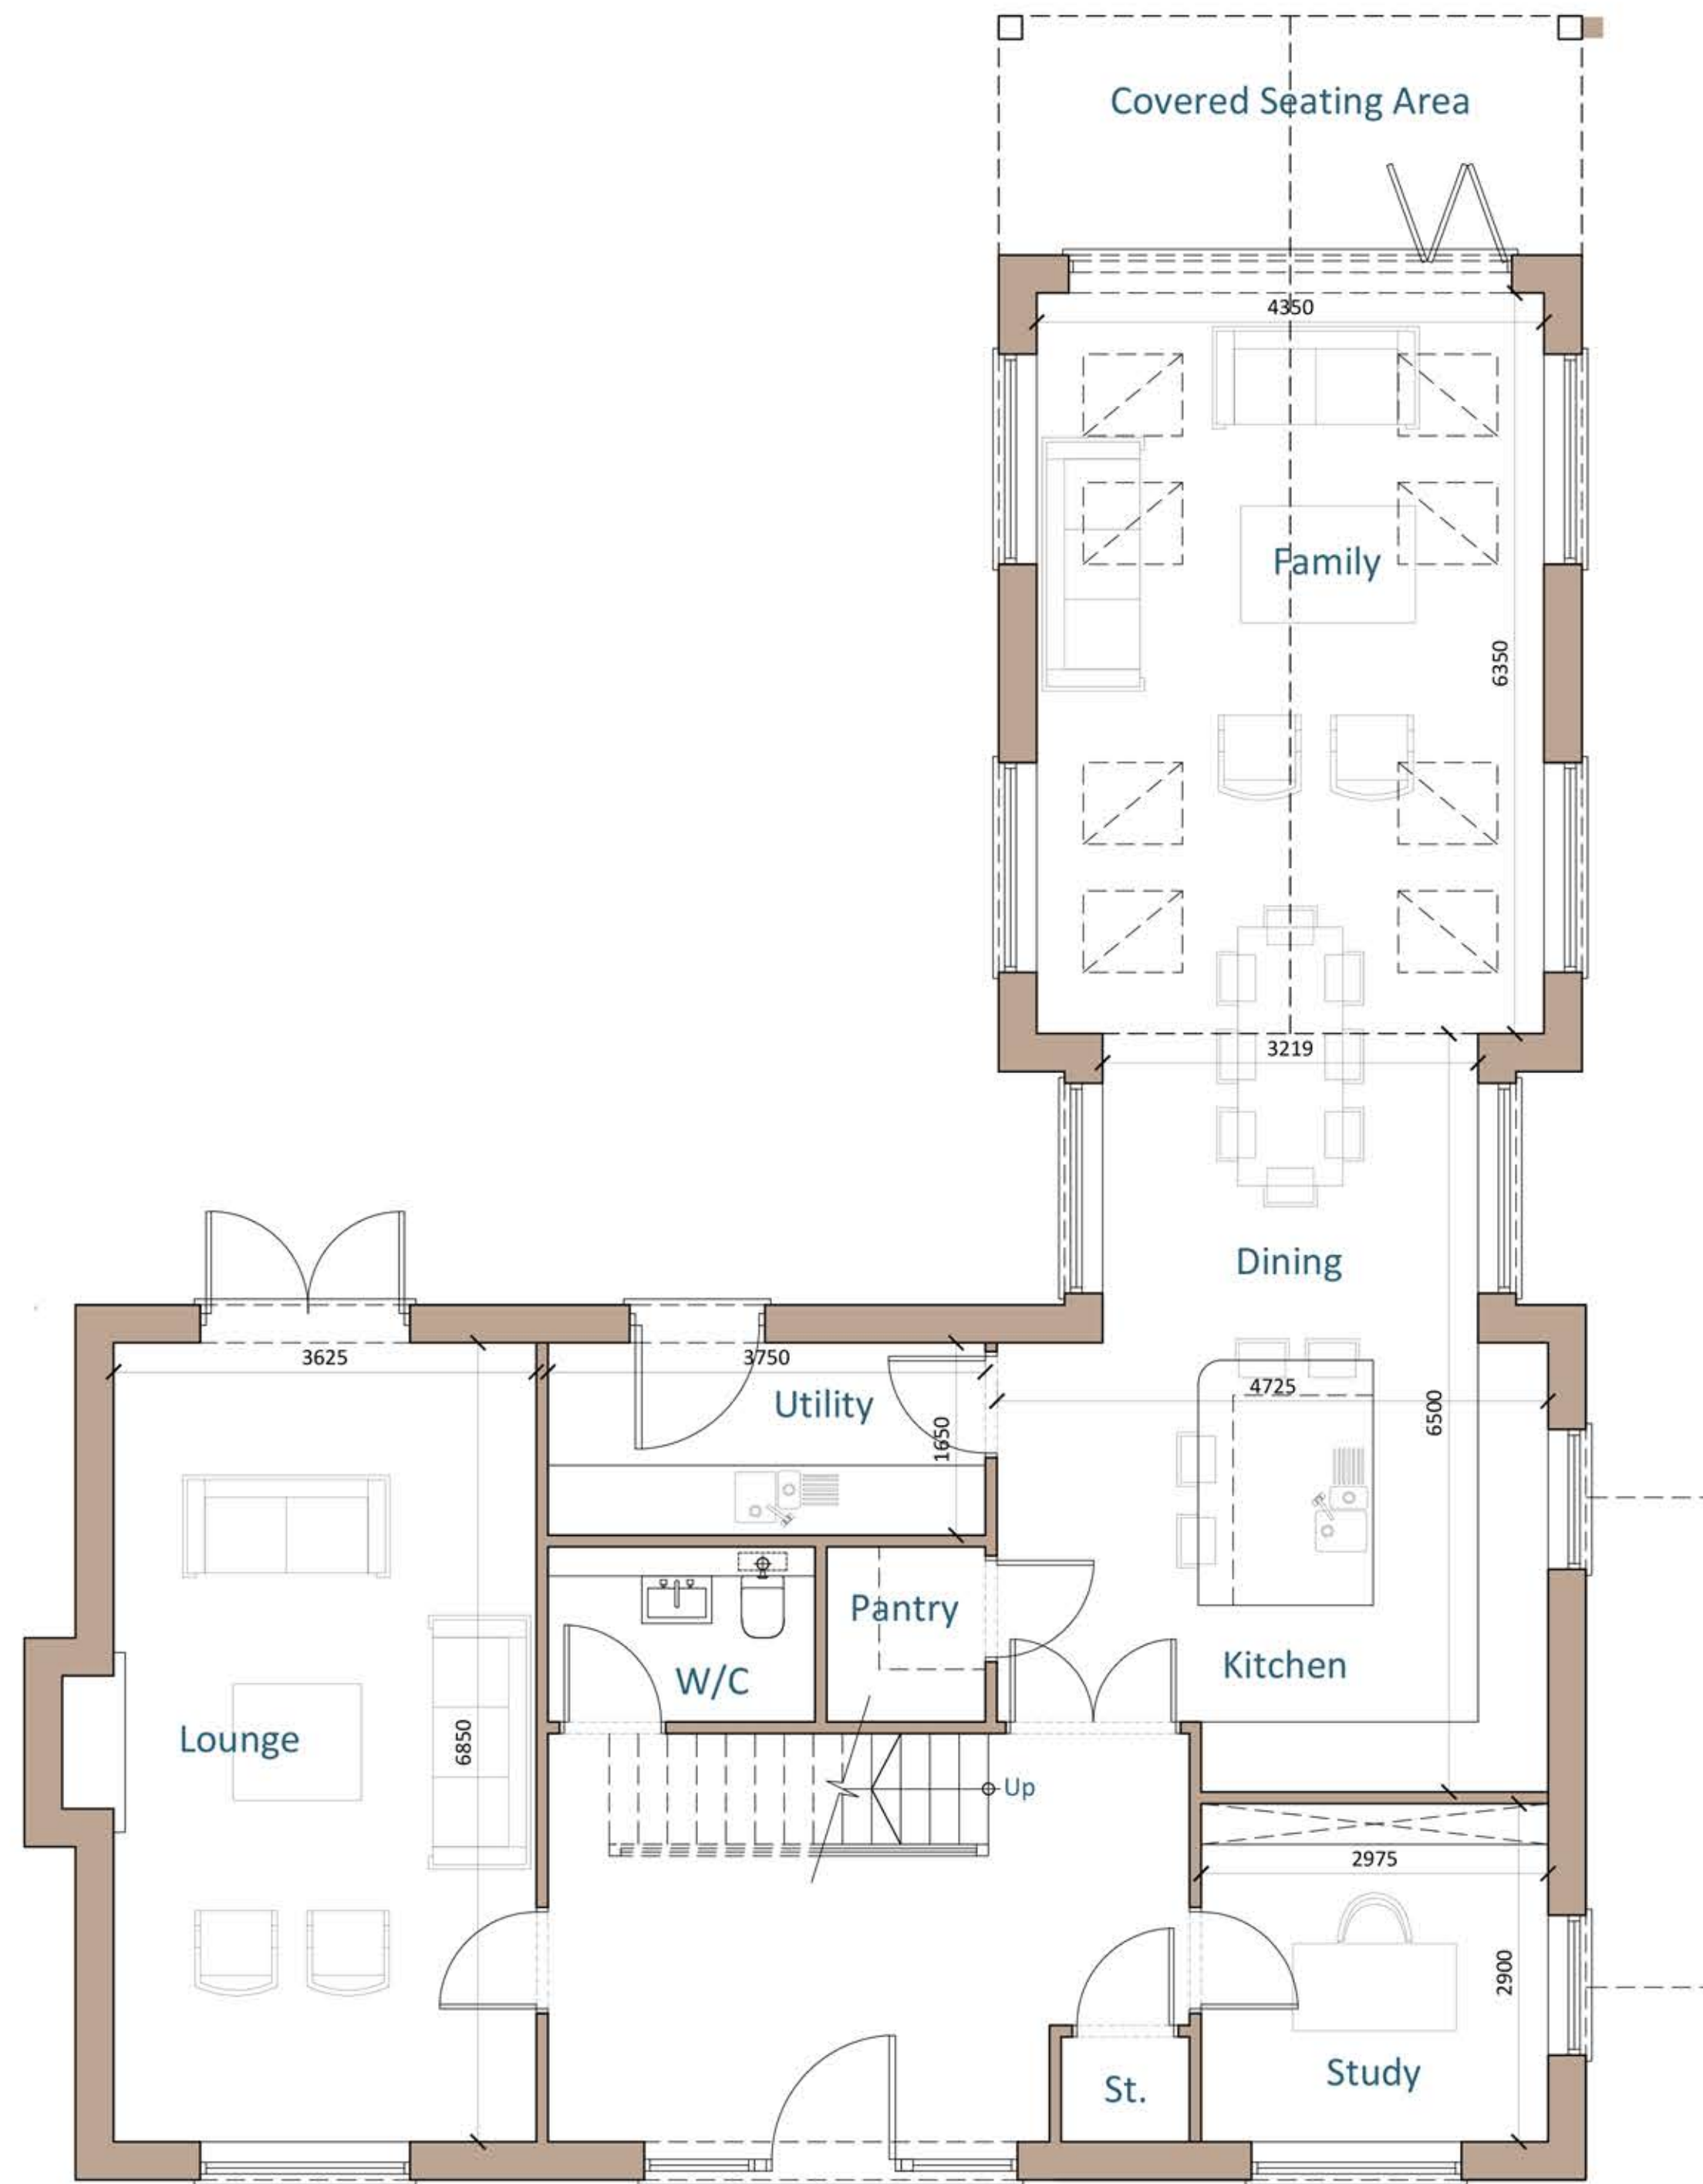 Covered Seating Area
4350
Family
6350
3219
Dining
3625
3750
4725
Utility
1650
6500
Pantry
W/C
Kitchen
Lounge
6850
Up
2975
2900
Study
St.